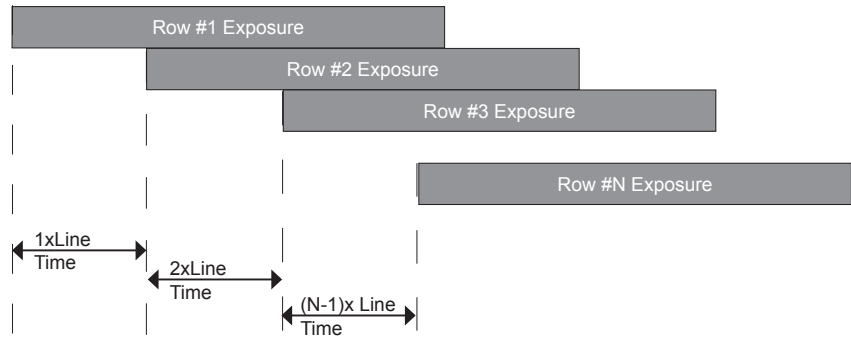 Row #1 Exposure
Row #2 Exposure
Row #3 Exposure
Row #N Exposure
1xLine
Time
2xLine
Time
(N-1)x Line
Time